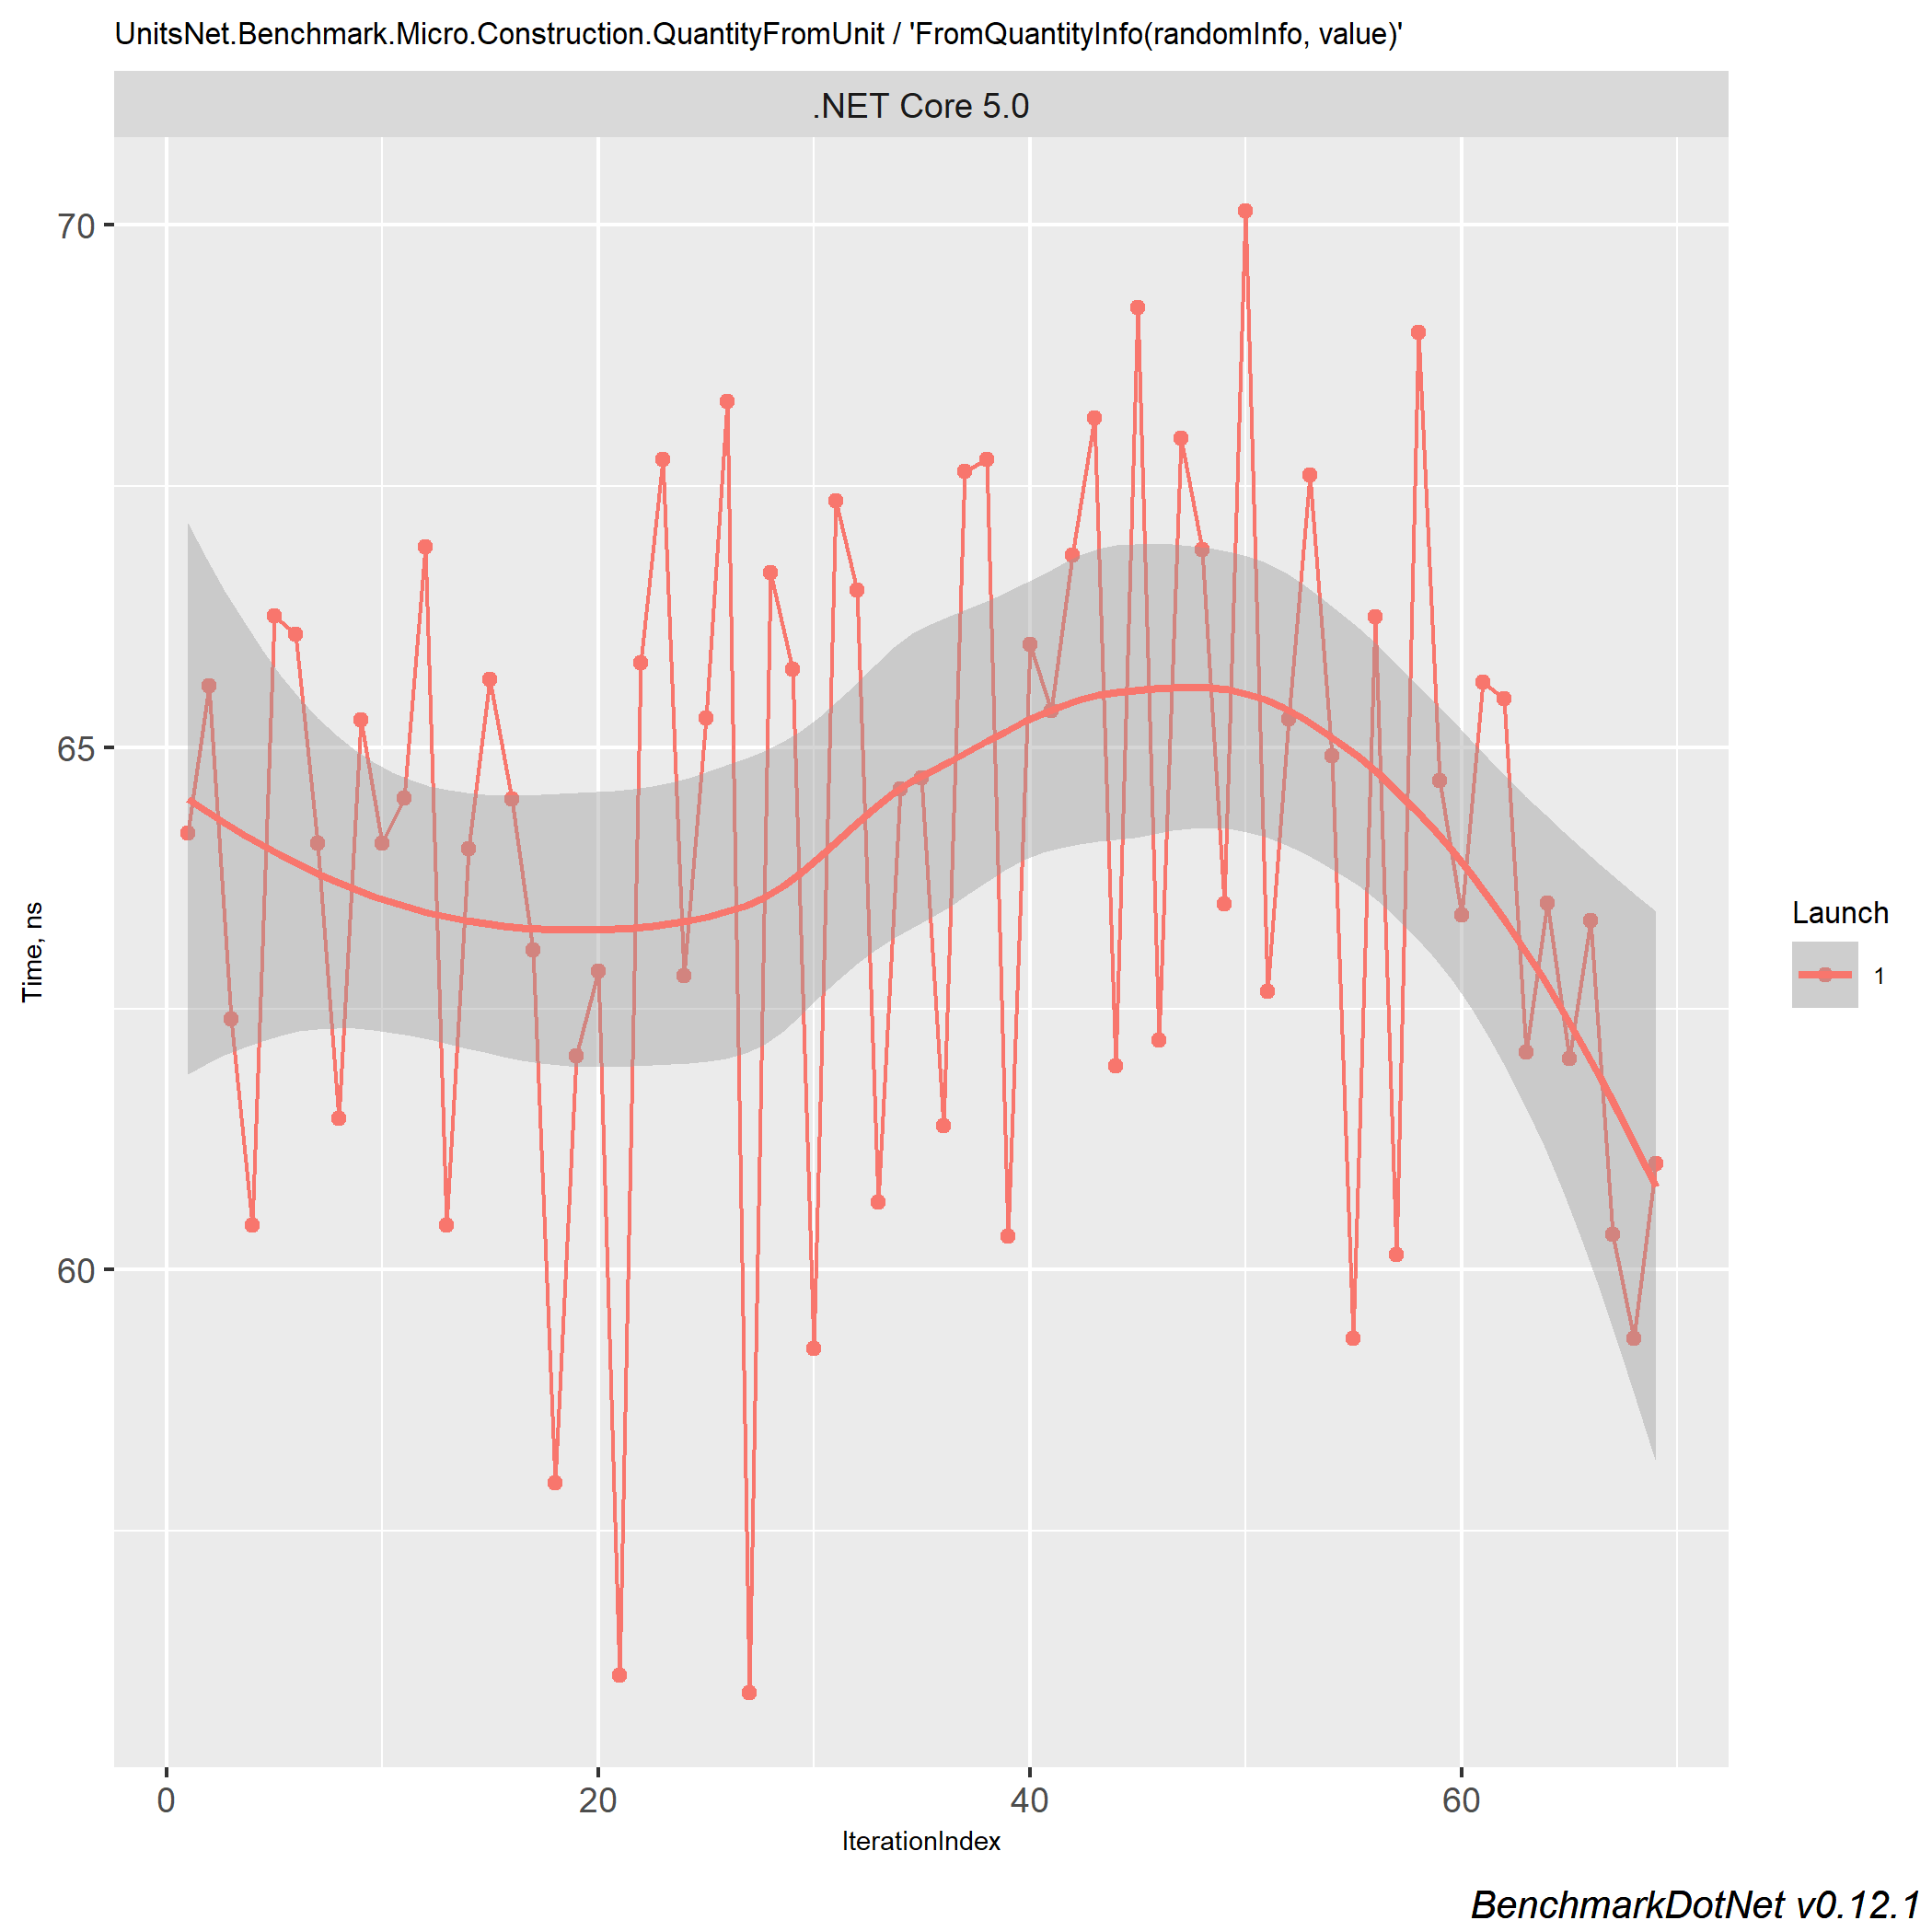 UnitsNet.Benchmark.Micro.Construction.QuantityFromUnit / 'FromQuantityInfo(randomInfo, value)'
.NET Core 5.0
70
65
60
Time, ns
Launch
1
0 20 40 60
IterationIndex
BenchmarkDotNet v0.12.1